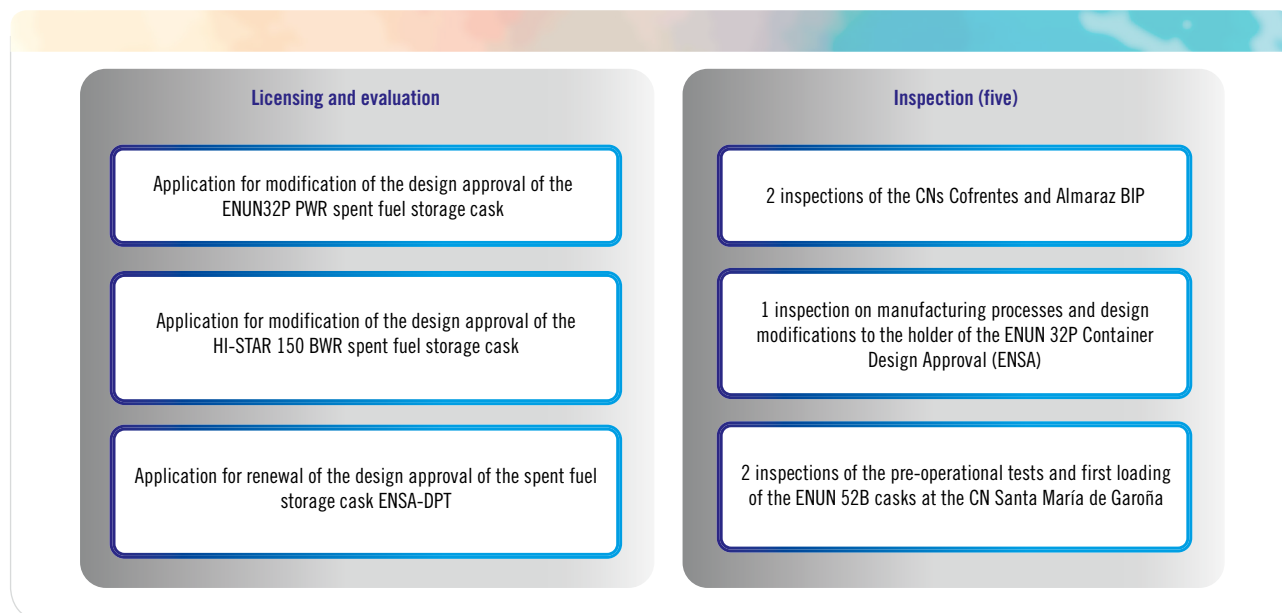 Licensing and evaluation
Application for modification of the design approval of the
ENUN32P PWR spent fuel storage cask
Application for modification of the design approval of the
HI-STAR 150 BWR spent fuel storage cask
Application for renewal of the design approval of the spent fuel
storage cask ENSA-DPT
Inspection (five)
2 inspections of the CNs Cofrentes and Almaraz BIP
1 inspection on manufacturing processes and design
modifications to the holder of the ENUN 32P Container
Design Approval (ENSA)
2 inspections of the pre-operational tests and first loading
of the ENUN 52B casks at the CN Santa María de Garoña